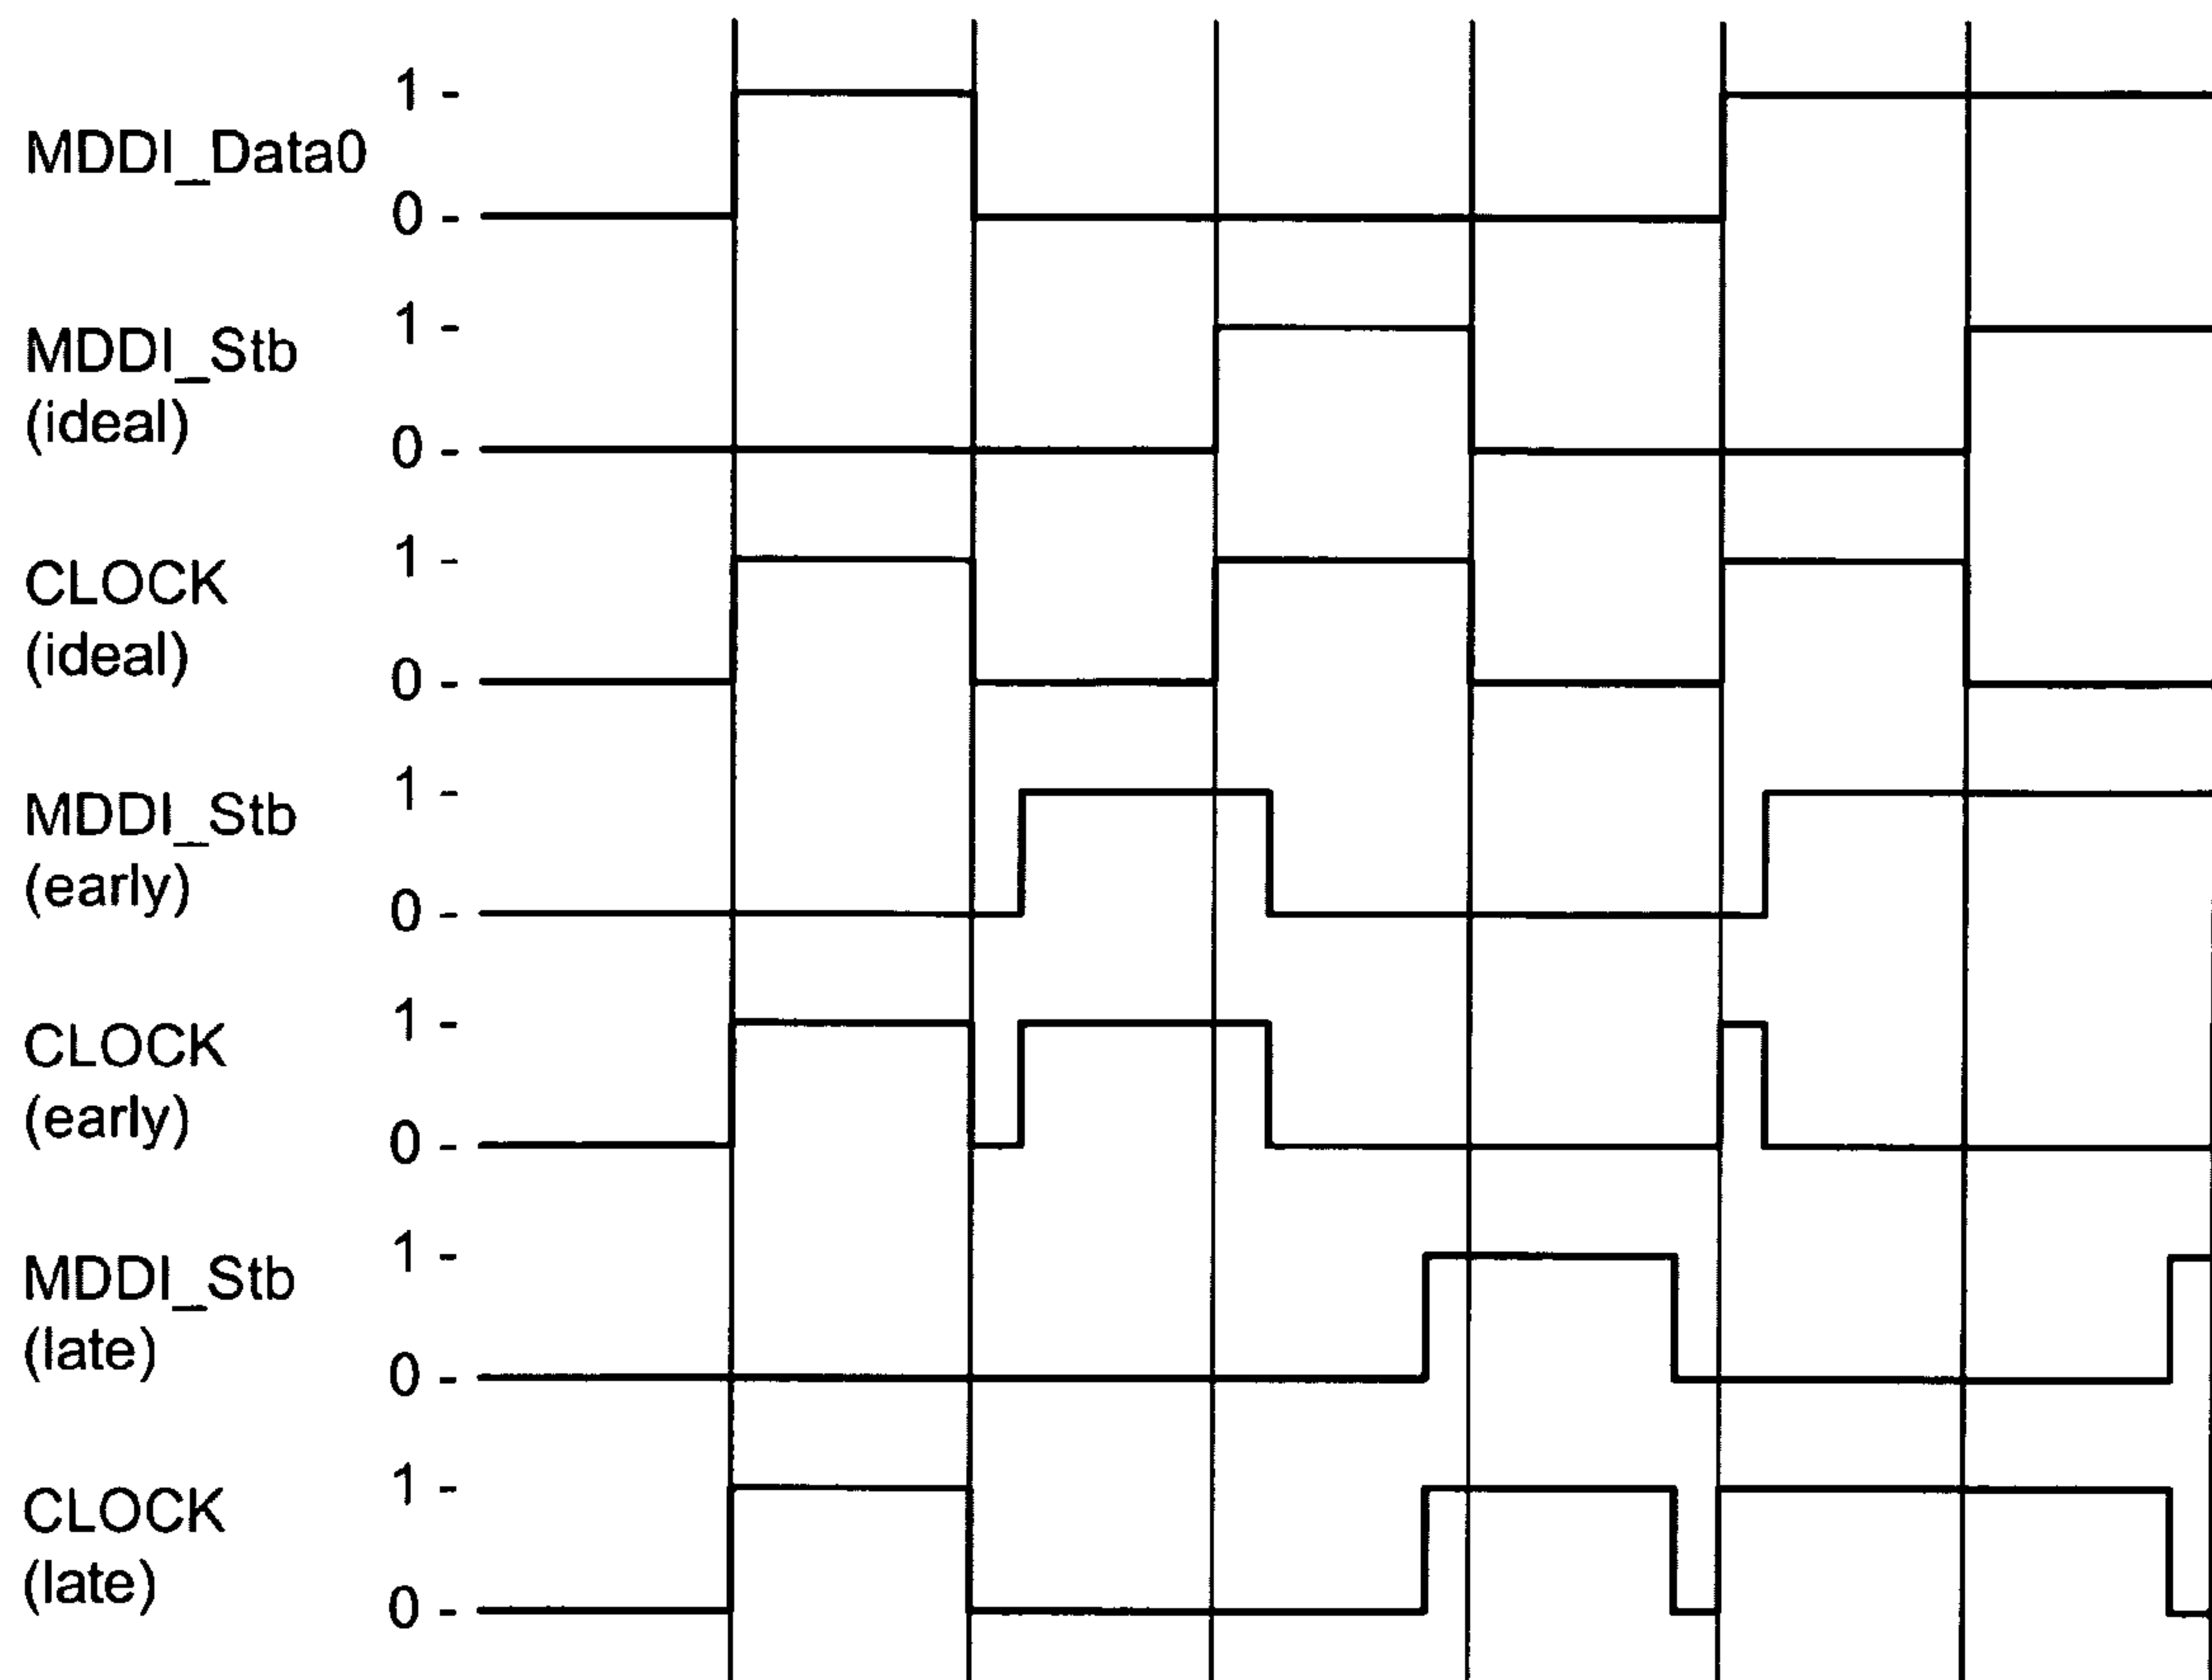 1 -
MDDI_Data0
0 -
1 -
MDDI_Stb
(ideal)
0 -
1 -
CLOCK
(ideal)
0 -
1 -
MDDI_Stb
(early)
0 -
1 -
CLOCK
(early)
0 -
1 -
MDDI_Stb
(late)
0 -
1 -
CLOCK
(late)
0 -